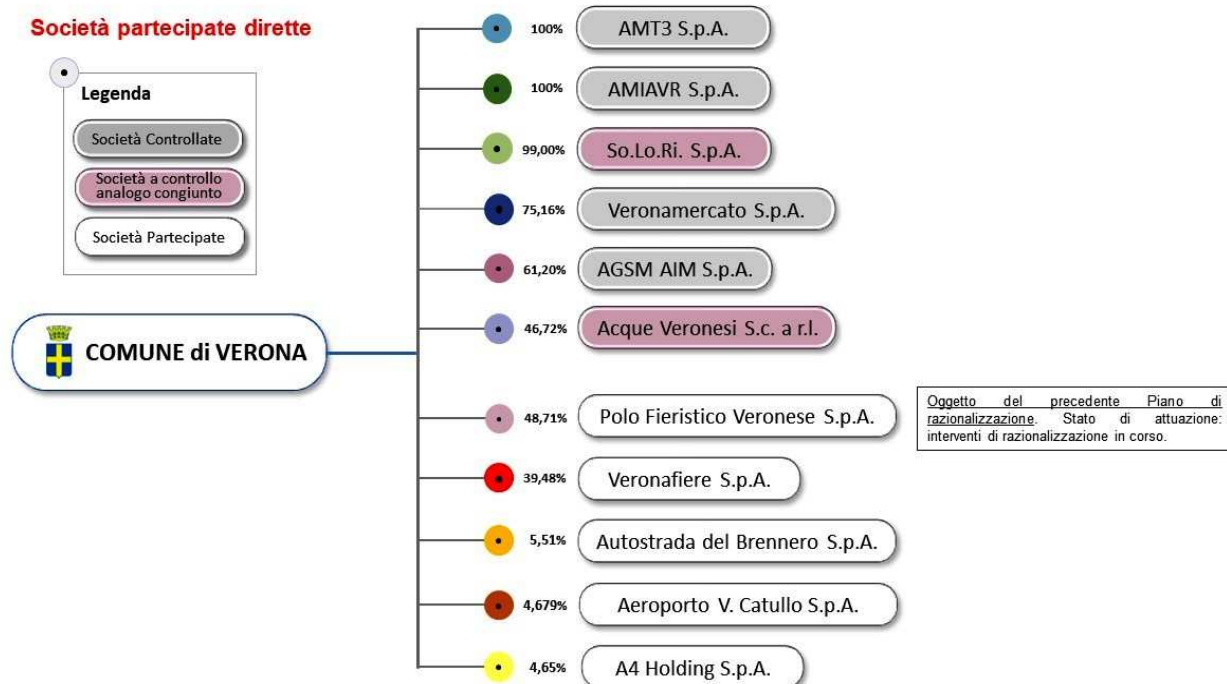 Società partecipate dirette
Legenda
Società Controllate
Società a controllo
analogo congiunto
Società Partecipate
COMUNE di VERONA
100% AMT3 S.p.A.
100% AMIAVR S.p.A.
99,00% So.Lo.Ri. S.p.A.
75,16% Veronamercato S.p.A.
61,20% AGSM AIM S.p.A.
46,72% Acque Veronesi S.c. a r.l.
48,71% Polo Fieristico Veronese S.p.A.
Oggetto del precedente Piano di
razionalizzazione. Stato di attuazione:
interventi di razionalizzazione in corso.
39,48% Veronafiere S.p.A.
5,51% Autostrada del Brennero S.p.A.
4,679% Aeroporto V. Catullo S.p.A.
4,65% A4 Holding S.p.A.